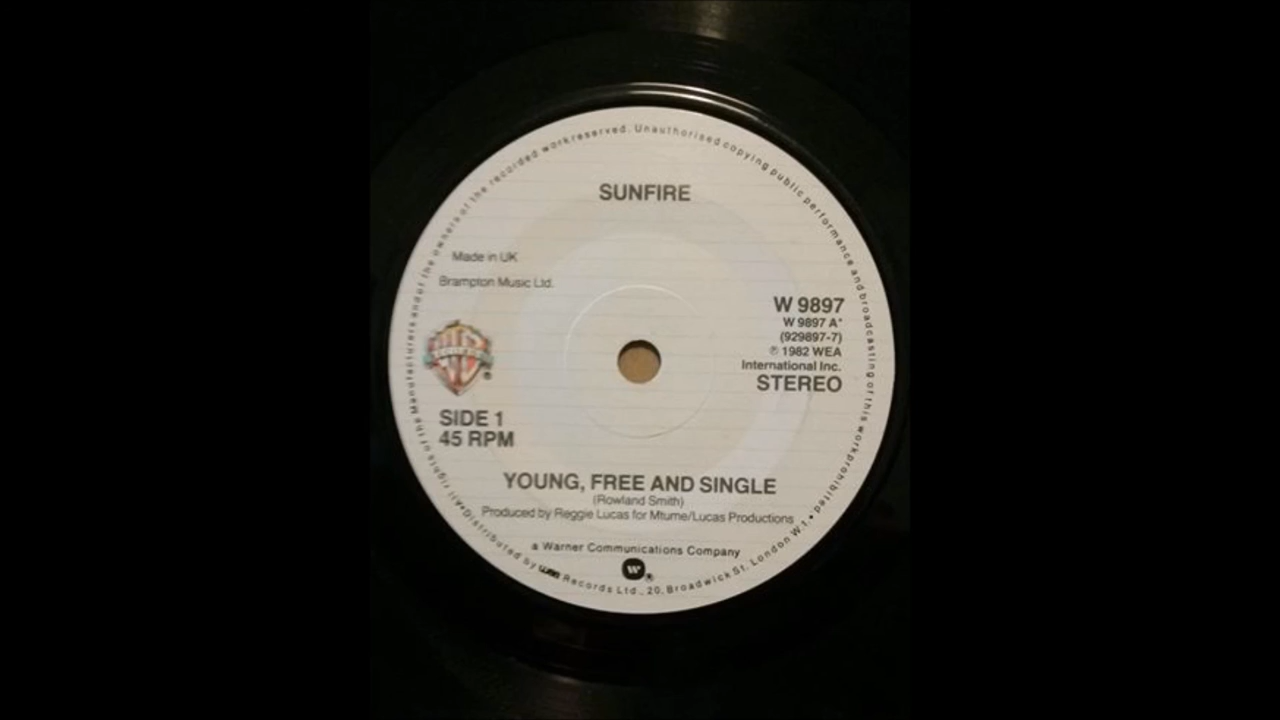 SUNFIRE
Made in UK
Brampton Music Ltd.
W 9897
W 9897 A*
(929897-7)
℗ 1982 WEA
International Inc.
STEREO
SIDE 1
45 RPM
YOUNG, FREE AND SINGLE
(Rowland Smith)
Produced by Reggie Lucas for Mtume/Lucas Productions
a Warner Communications Company
W ®
All rights of the Manufacturers and of the owners of the recorded work reserved. Unauthorised copying public performance and broadcasting of this work prohibited • Distributed by wea Records Ltd., 20, Broadwick St. London W.1. •